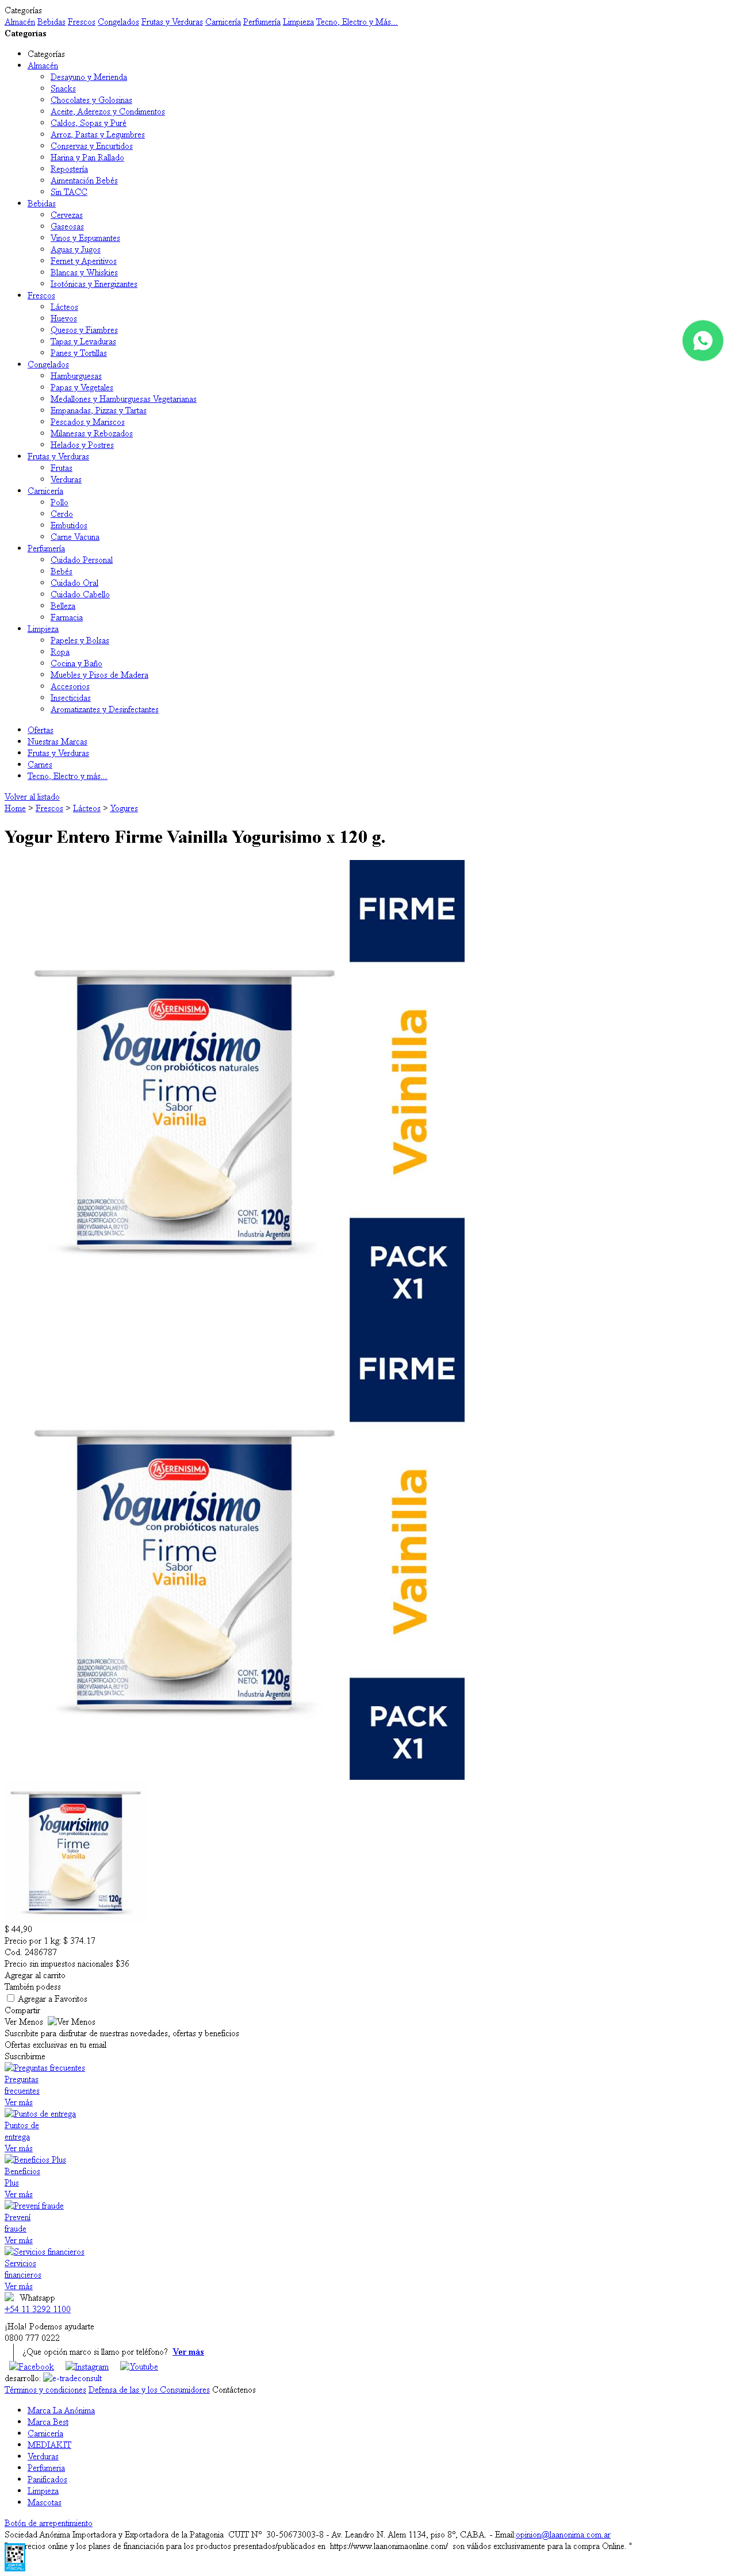 Categorías
Almacén Bebidas Frescos Congelados Frutas y Verduras Carnicería Perfumería Limpieza Tecno, Electro y Más...
Categorías
Categorías
Almacén
Desayuno y Merienda
Snacks
Chocolates y Golosinas
Aceite, Aderezos y Condimentos
Caldos, Sopas y Puré
Arroz, Pastas y Legumbres
Conservas y Encurtidos
Harina y Pan Rallado
Repostería
Aimentación Bebés
Sin TACC
Bebidas
Cervezas
Gaseosas
Vinos y Espumantes
Aguas y Jugos
Fernet y Aperitivos
Blancas y Whiskies
Isotónicas y Energizantes
Frescos
Lácteos
Huevos
Quesos y Fiambres
Tapas y Levaduras
Panes y Tortillas
Congelados
Hamburguesas
Papas y Vegetales
Medallones y Hamburguesas Vegetarianas
Empanadas, Pizzas y Tartas
Pescados y Mariscos
Milanesas y Rebozados
Helados y Postres
Frutas y Verduras
Frutas
Verduras
Carnicería
Pollo
Cerdo
Embutidos
Carne Vacuna
Perfumería
Cuidado Personal
Bebés
Cuidado Oral
Cuidado Cabello
Belleza
Farmacia
Limpieza
Papeles y Bolsas
Ropa
Cocina y Baño
Muebles y Pisos de Madera
Accesorios
Insecticidas
Aromatizantes y Desinfectantes
Ofertas
Nuestras Marcas
Frutas y Verduras
Carnes
Tecno, Electro y más...
Volver al listado
Home > Frescos > Lácteos > Yogures
Yogur Entero Firme Vainilla Yogurisimo x 120 g.
FIRME
LA SERENISIMA
Yogurísimo
con probióticos naturales
Firme
Sabor
Vainilla
Vainilla
CONT.
NETO: 120g
Industria Argentina
PACK
X1
FIRME
LA SERENISIMA
Yogurísimo
con probióticos naturales
Firme
Sabor
Vainilla
Vainilla
CONT.
NETO: 120g
Industria Argentina
PACK
X1
Yogurísimo
Firme
Vainilla
120g
$ 44,90
Precio por 1 kg: $ 374.17
Cod. 2486787
Precio sin impuestos nacionales $36
Agregar al carrito
También podess
Agregar a Favoritos
Compartir
Ver Menos Ver Menos
Suscribite para disfrutar de nuestras novedades, ofertas y beneficios
Ofertas exclusivas en tu email
Suscribirme
Preguntas frecuentes
Preguntas
frecuentes
Ver más
Puntos de entrega
Puntos de
entrega
Ver más
Beneficios Plus
Beneficios
Plus
Ver más
Prevení fraude
Prevení
fraude
Ver más
Servicios financieros
Servicios
financieros
Ver más
Whatsapp
+54 11 3292 1100
¡Hola! Podemos ayudarte
0800 777 0222
¿Que opción marco si llamo por teléfono? Ver màs
Facebook Instagram Youtube
desarrollo: e-tradeconsult
Términos y condiciones Defensa de las y los Consumidores Contáctenos
Marca La Anónima
Marca Best
Carnicería
MEDIAKIT
Verduras
Perfumeria
Panificados
Limpieza
Mascotas
Botón de arrepentimiento
Sociedad Anónima Importadora y Exportadora de la Patagonia CUIT N° 30-50673003-8 - Av. Leandro N. Alem 1134, piso 8°, CABA. - Email:opinion@laanonima.com.ar
recios online y los planes de financiación para los productos presentados/publicados en https://www.laanonimaonline.com/ son válidos exclusivamente para la compra Online. "